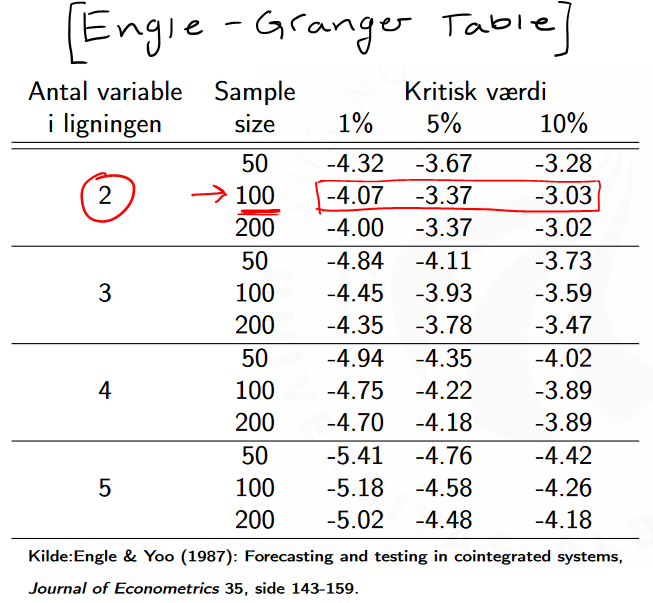 [Engle - Granger Table]
Antal variable Sample Kritisk værdi
i ligningen size 1% 5% 10%
50 -4.32 -3.67 -3.28
2 → 100 -4.07 -3.37 -3.03
200 -4.00 -3.37 -3.02
50 -4.84 -4.11 -3.73
3 100 -4.45 -3.93 -3.59
200 -4.35 -3.78 -3.47
50 -4.94 -4.35 -4.02
4 100 -4.75 -4.22 -3.89
200 -4.70 -4.18 -3.89
50 -5.41 -4.76 -4.42
5 100 -5.18 -4.58 -4.26
200 -5.02 -4.48 -4.18
Kilde:Engle & Yoo (1987): Forecasting and testing in cointegrated systems,
Journal of Econometrics 35, side 143-159.